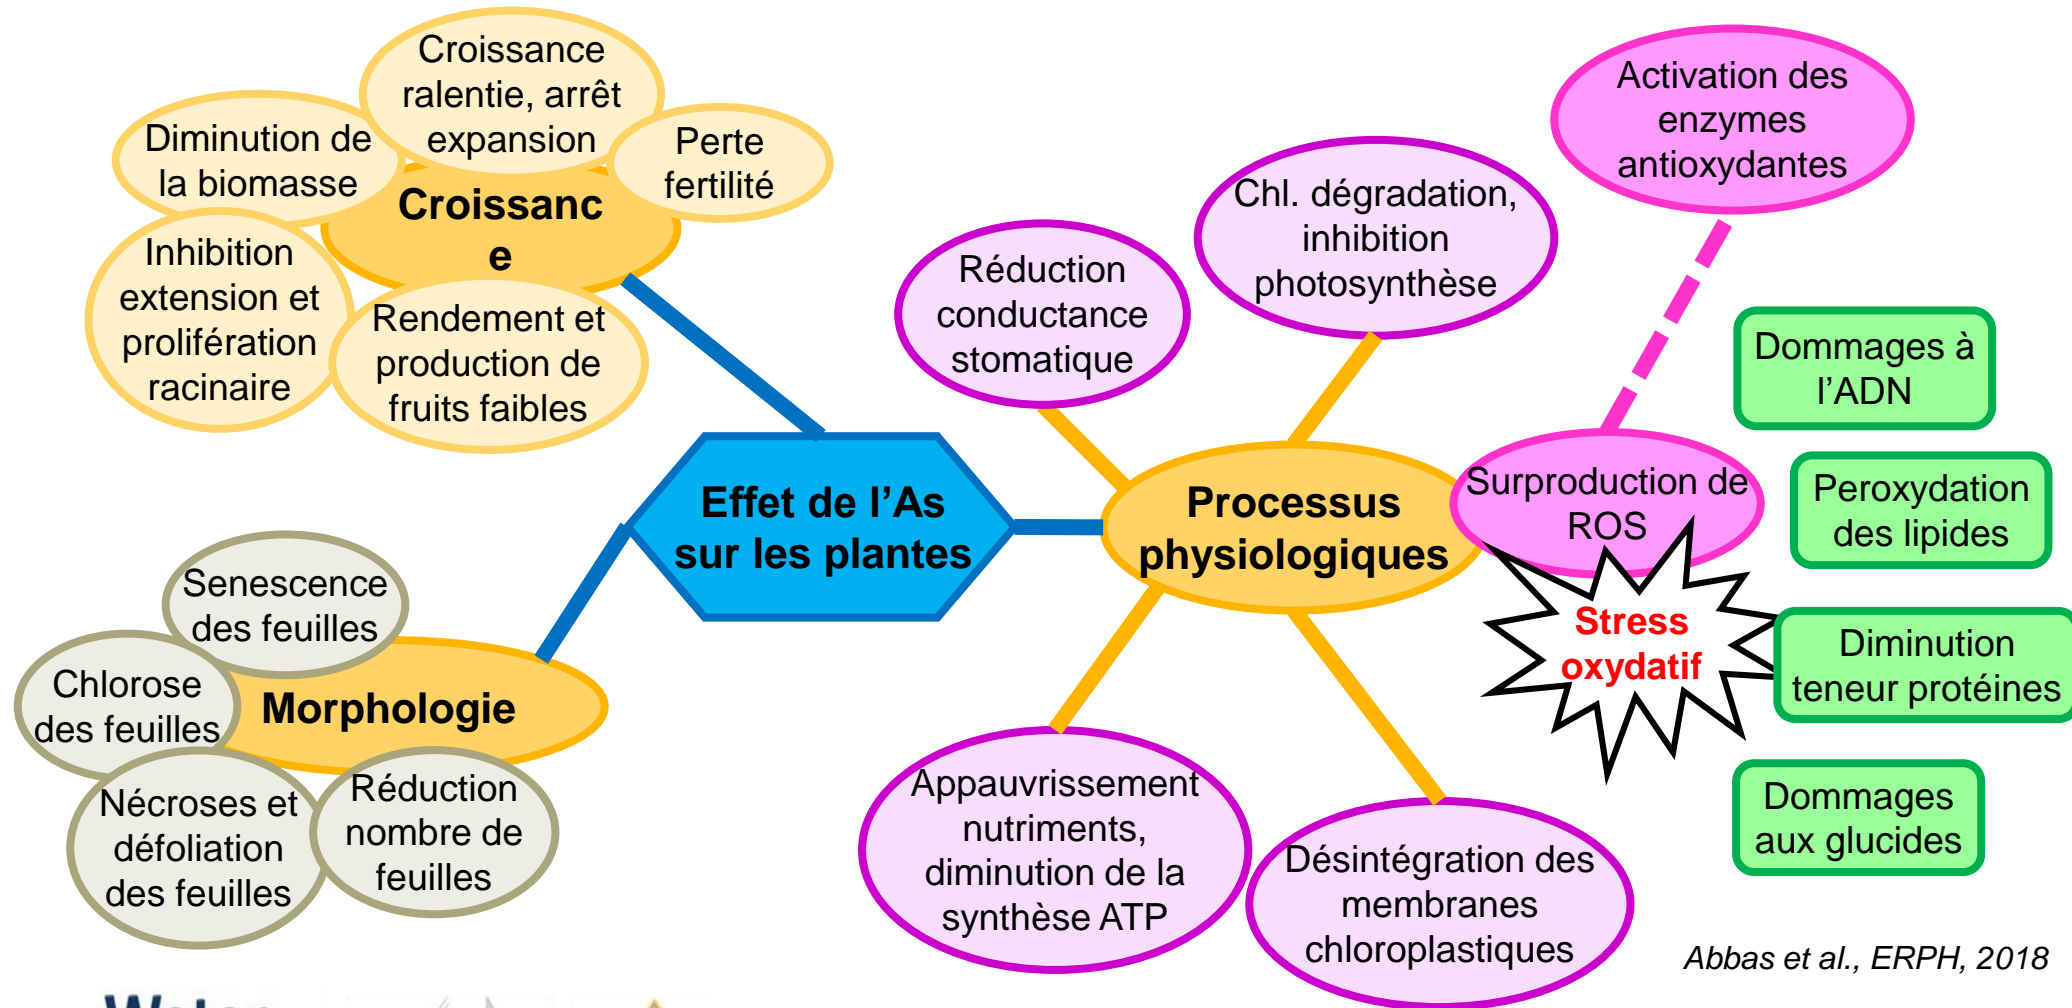 Croissance
ralentie, arrêt
expansion
Diminution de
la biomasse
Perte
fertilité
Croissanc
e
Inhibition
extension et
prolifération
racinaire
Rendement et
production de
fruits faibles
Effet de l'As
sur les plantes
Senescence
des feuilles
Chlorose
des feuilles
Morphologie
Nécroses et
défoliation
des feuilles
Réduction
nombre de
feuilles
Réduction
conductance
stomatique
Chl. dégradation,
inhibition
photosynthèse
Processus
physiologiques
Appauvrissement
nutriments,
diminution de la
synthèse ATP
Désintégration des
membranes
chloroplastiques
Activation des
enzymes
antioxydantes
Surproduction de
ROS
Stress
oxydatif
Dommages à
l'ADN
Peroxydation
des lipides
Diminution
teneur protéines
Dommages
aux glucides
Abbas et al., ERPH, 2018